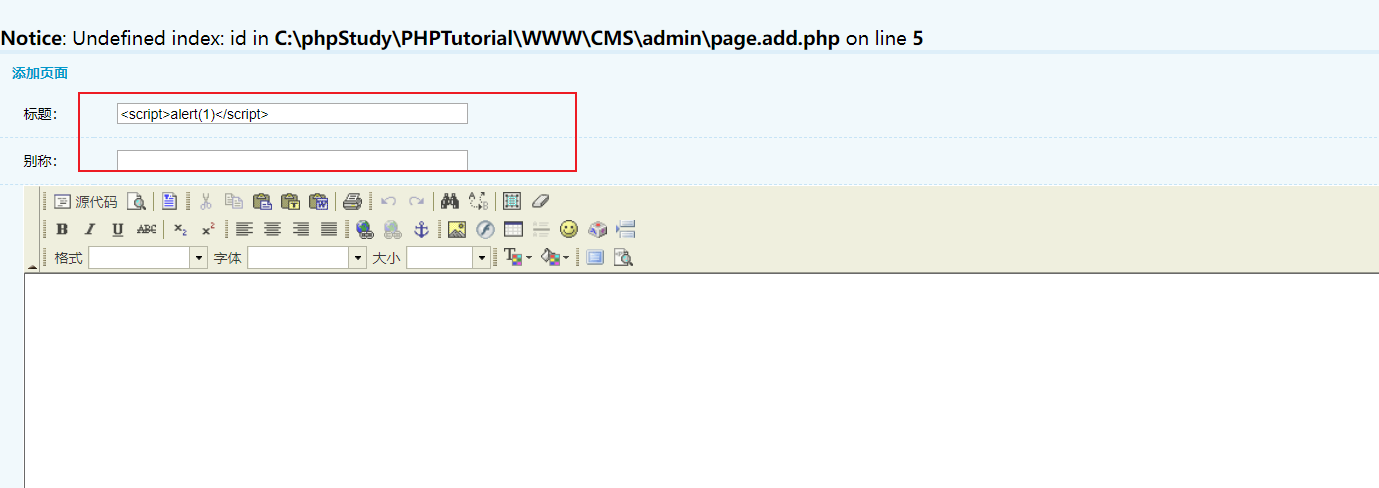 Notice: Undefined index: id in C:\phpStudy\PHPTutorial\WWW\CMS\admin\page.add.php on line 5
添加页面
标题： <script>alert(1)</script>
别称：
源代码
B I U ABC x₂ x²
格式 字体 大小